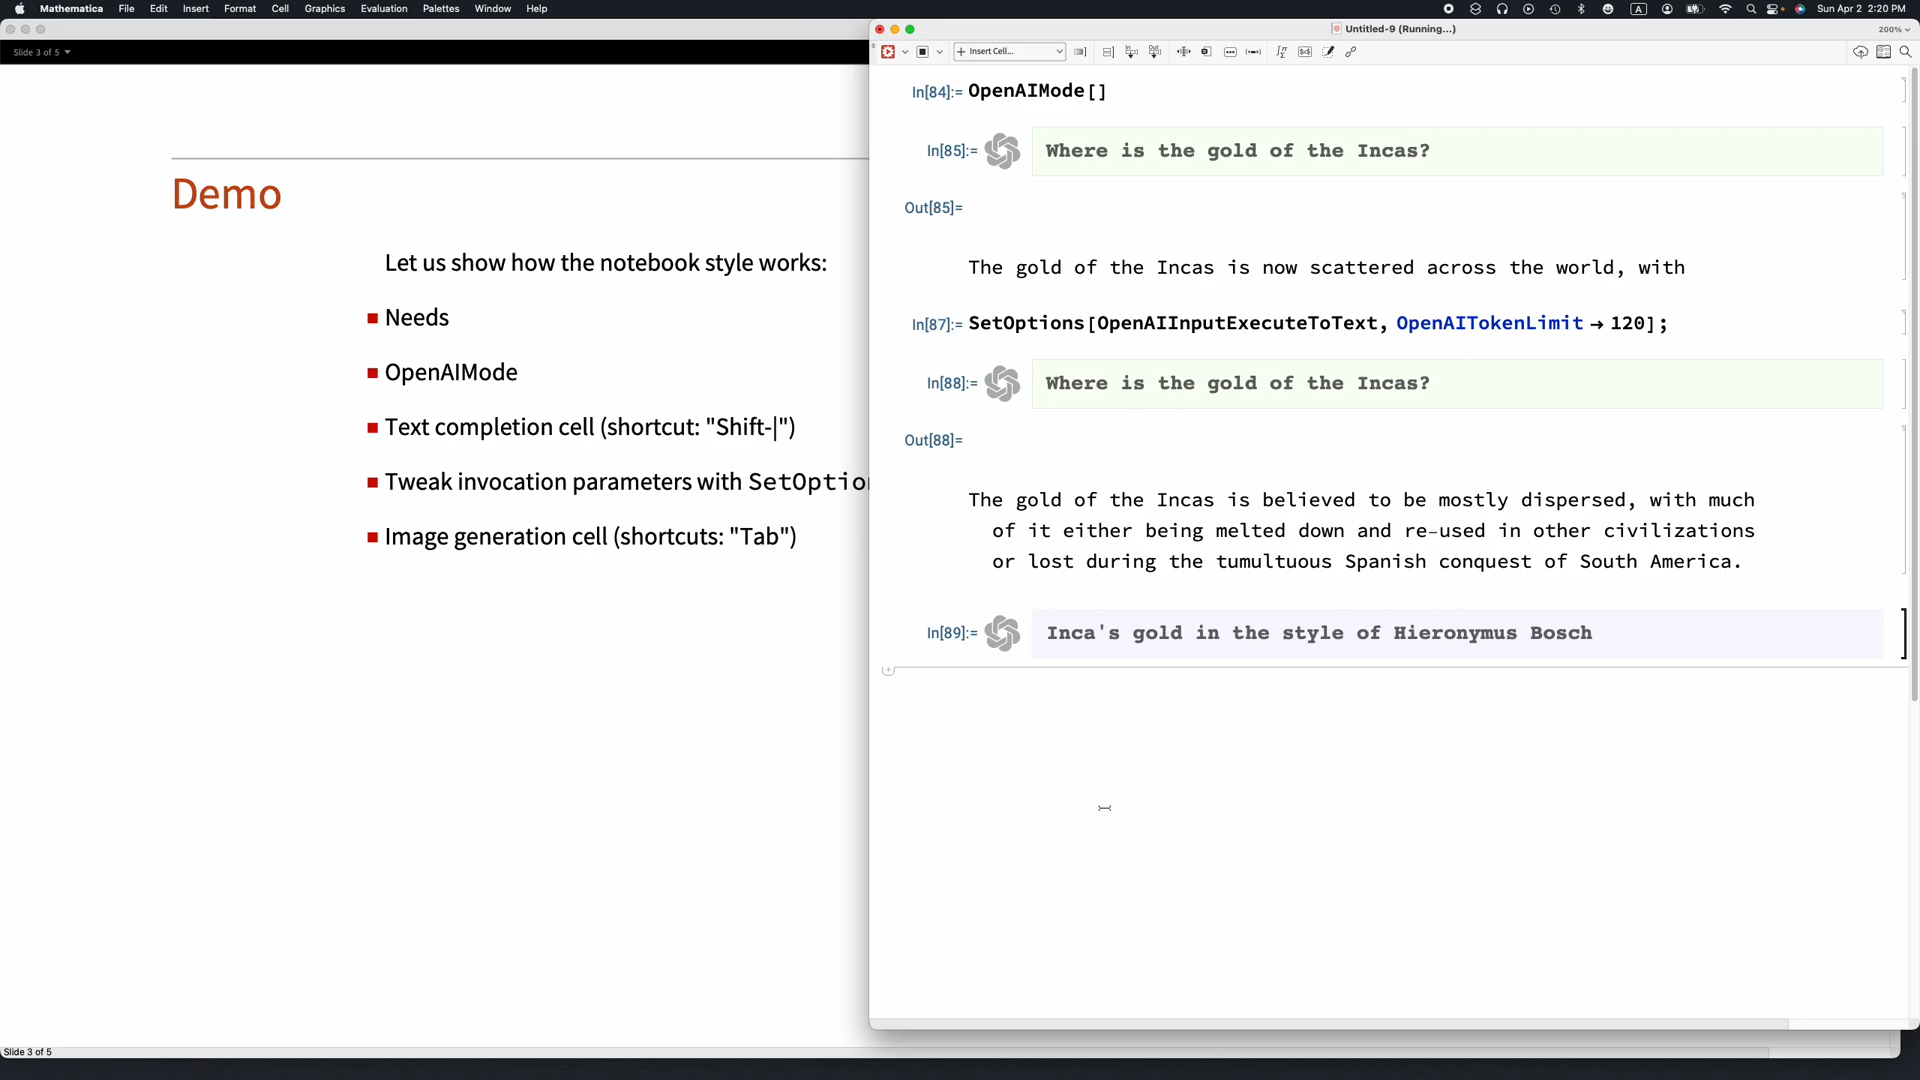 Mathematica File Edit Insert Format Cell Graphics Evaluation Palettes Window Help
Sun Apr 2 2:20 PM
Slide 3 of 5
Demo
Let us show how the notebook style works:
Needs
OpenAIMode
Text completion cell (shortcut: "Shift-|")
Tweak invocation parameters with SetOptio
Image generation cell (shortcuts: "Tab")
Slide 3 of 5
Untitled-9 (Running...)
200%
Insert Cell...
In[84]:= OpenAIMode[]
In[85]:= Where is the gold of the Incas?
Out[85]=
The gold of the Incas is now scattered across the world, with
In[87]:= SetOptions[OpenAIInputExecuteToText, OpenAITokenLimit → 120];
In[88]:= Where is the gold of the Incas?
Out[88]=
The gold of the Incas is believed to be mostly dispersed, with much
of it either being melted down and re-used in other civilizations
or lost during the tumultuous Spanish conquest of South America.
In[89]:= Inca's gold in the style of Hieronymus Bosch